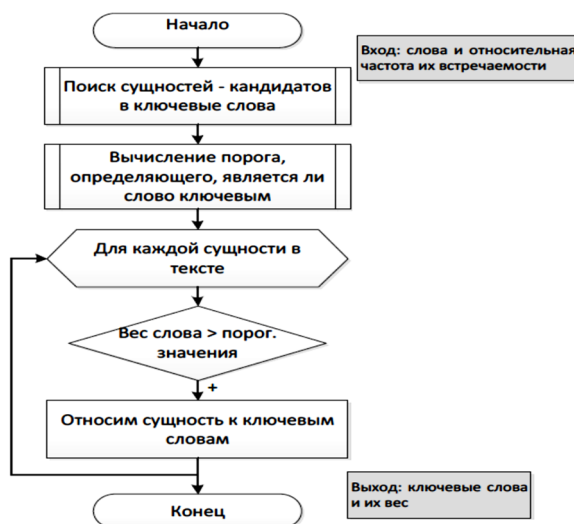 Начало
Вход: слова и относительная
частота их встречаемости
Поиск сущностей - кандидатов
в ключевые слова
Вычисление порога,
определяющего, является ли
слово ключевым
Для каждой сущности в
тексте
Вес слова > порог.
значения
+
Относим сущность к ключевым
словам
Выход: ключевые слова
и их вес
Конец